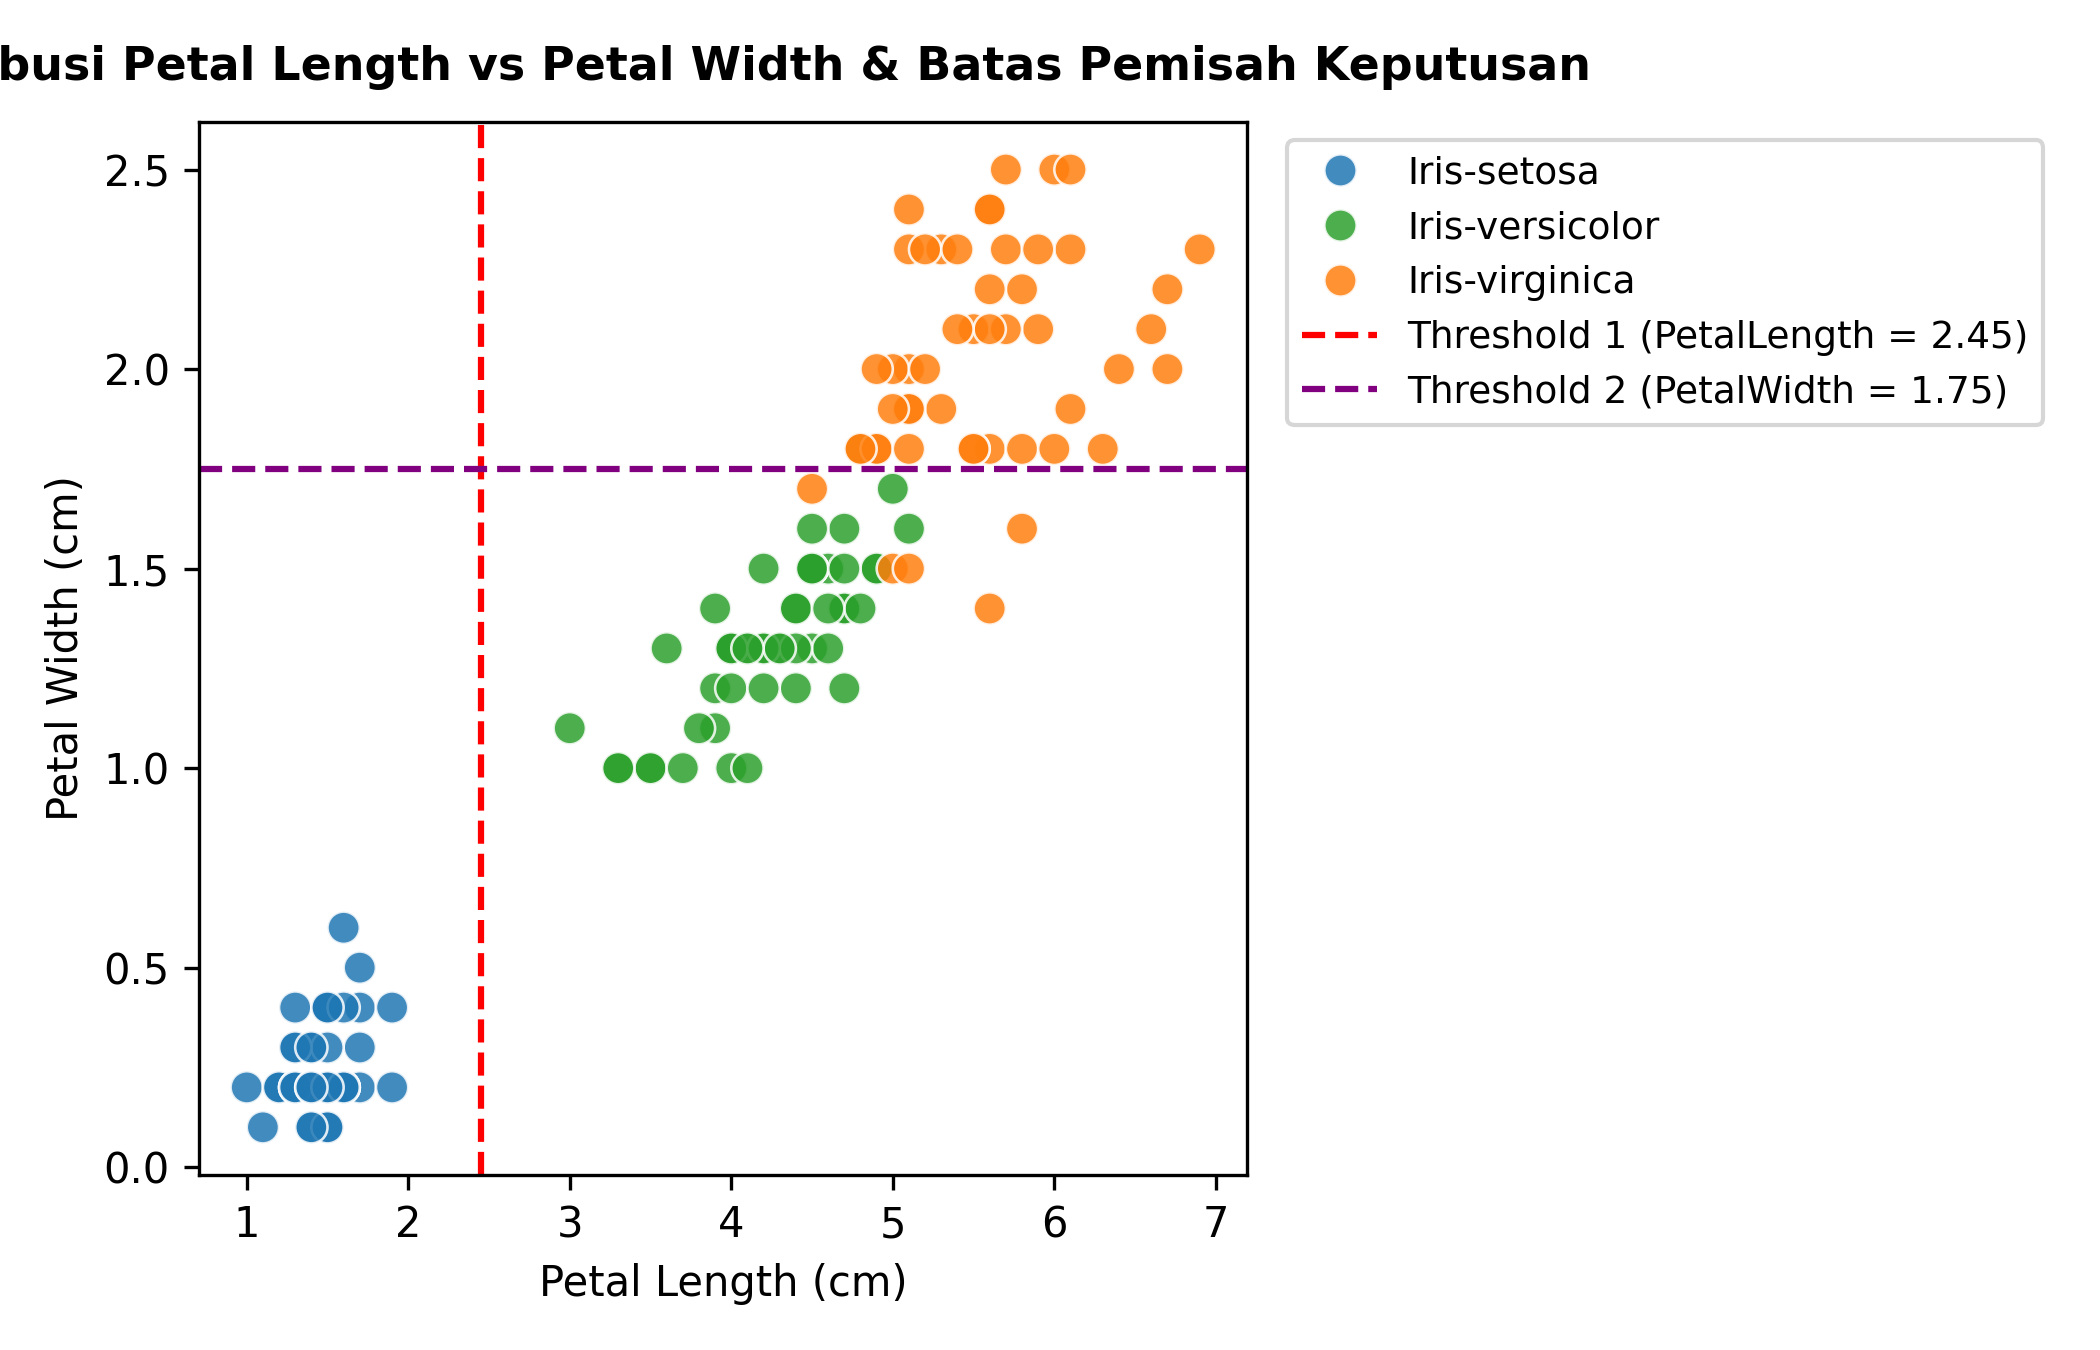 busi Petal Length vs Petal Width & Batas Pemisah Keputusan
Iris-setosa
Iris-versicolor
Iris-virginica
Threshold 1 (PetalLength = 2.45)
Threshold 2 (PetalWidth = 1.75)
Petal Width (cm)
2.5
2.0
1.5
1.0
0.5
0.0
1 2 3 4 5 6 7
Petal Length (cm)